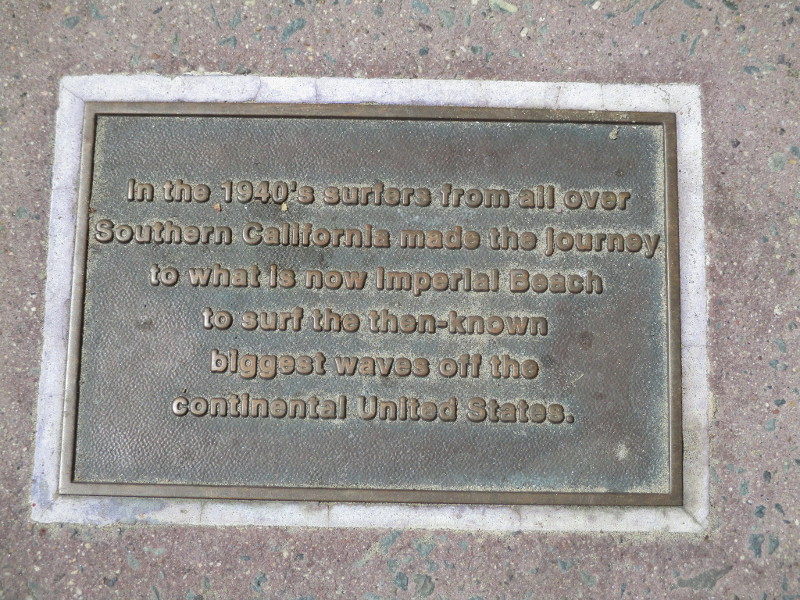 In the 1940's surfers from all over
Southern California made the journey
to what is now Imperial Beach
to surf the then-known
biggest waves off the
continental United States.